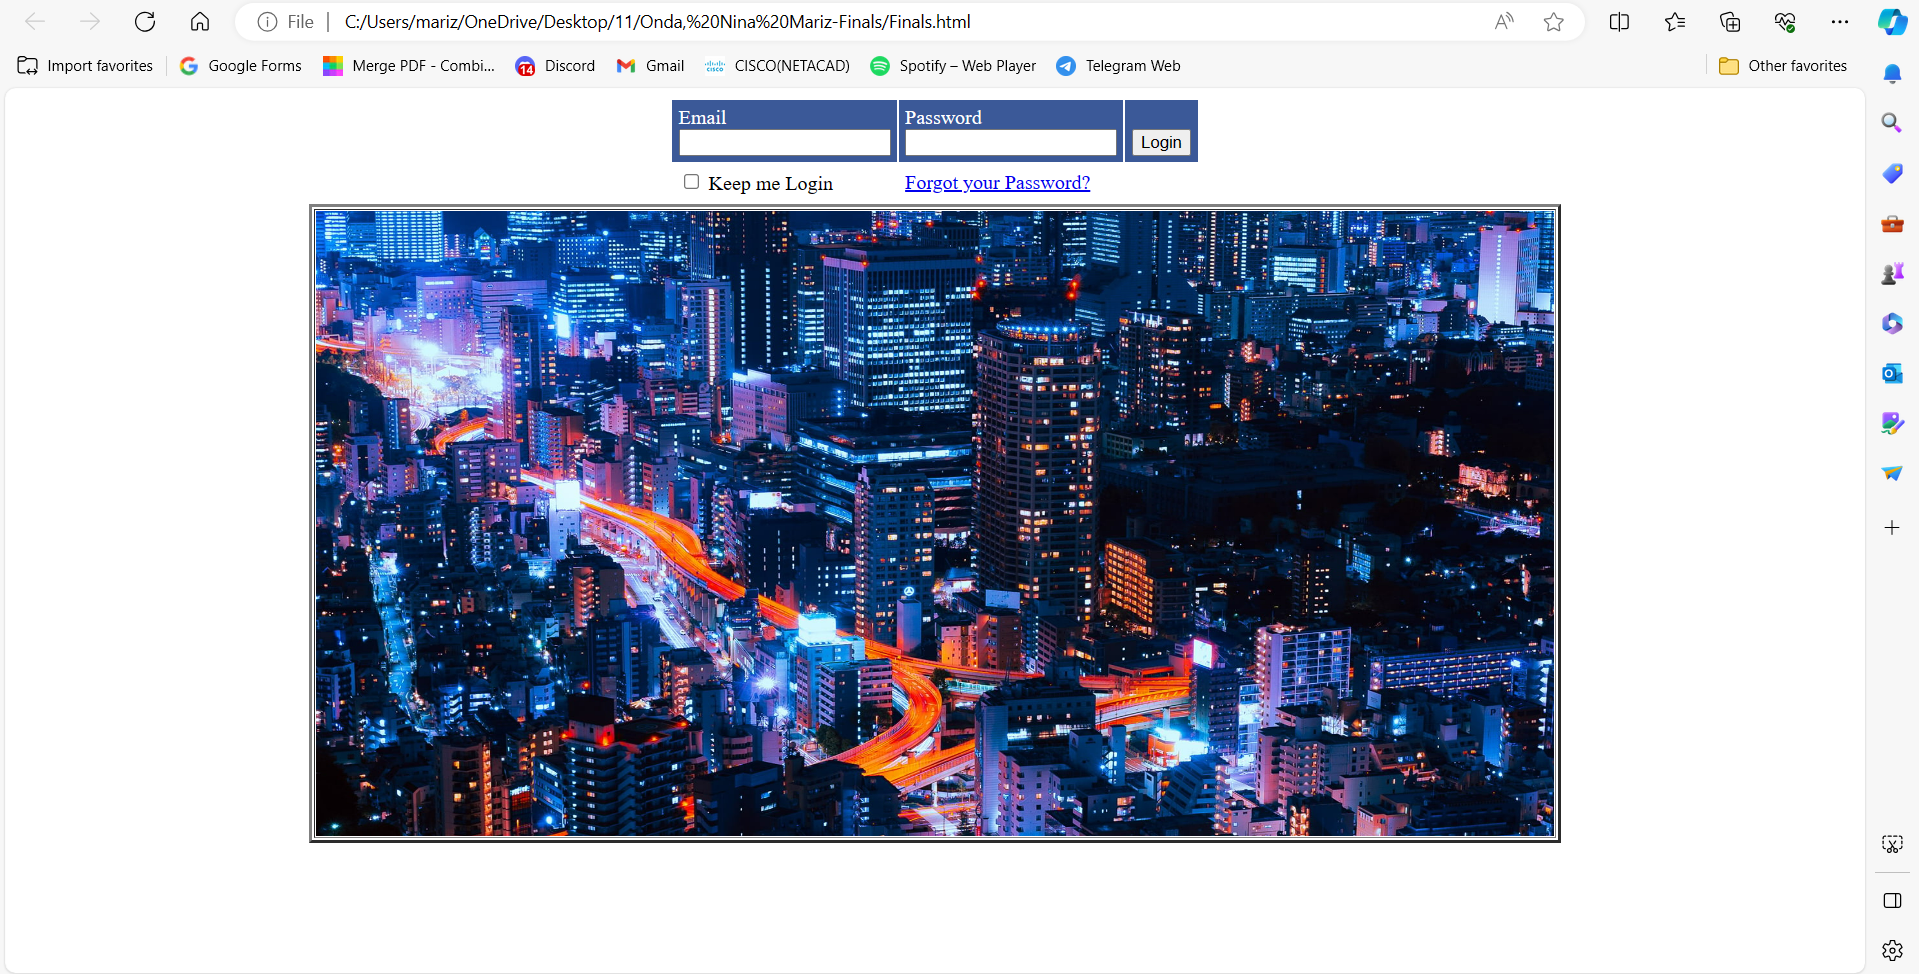 File C:/Users/mariz/OneDrive/Desktop/11/Onda,%20Nina%20Mariz-Finals/Finals.html
Import favorites Google Forms Merge PDF - Combi... 14 Discord Gmail CISCO(NETACAD) Spotify – Web Player Telegram Web Other favorites
Email Password
Login
Keep me Login Forgot your Password?